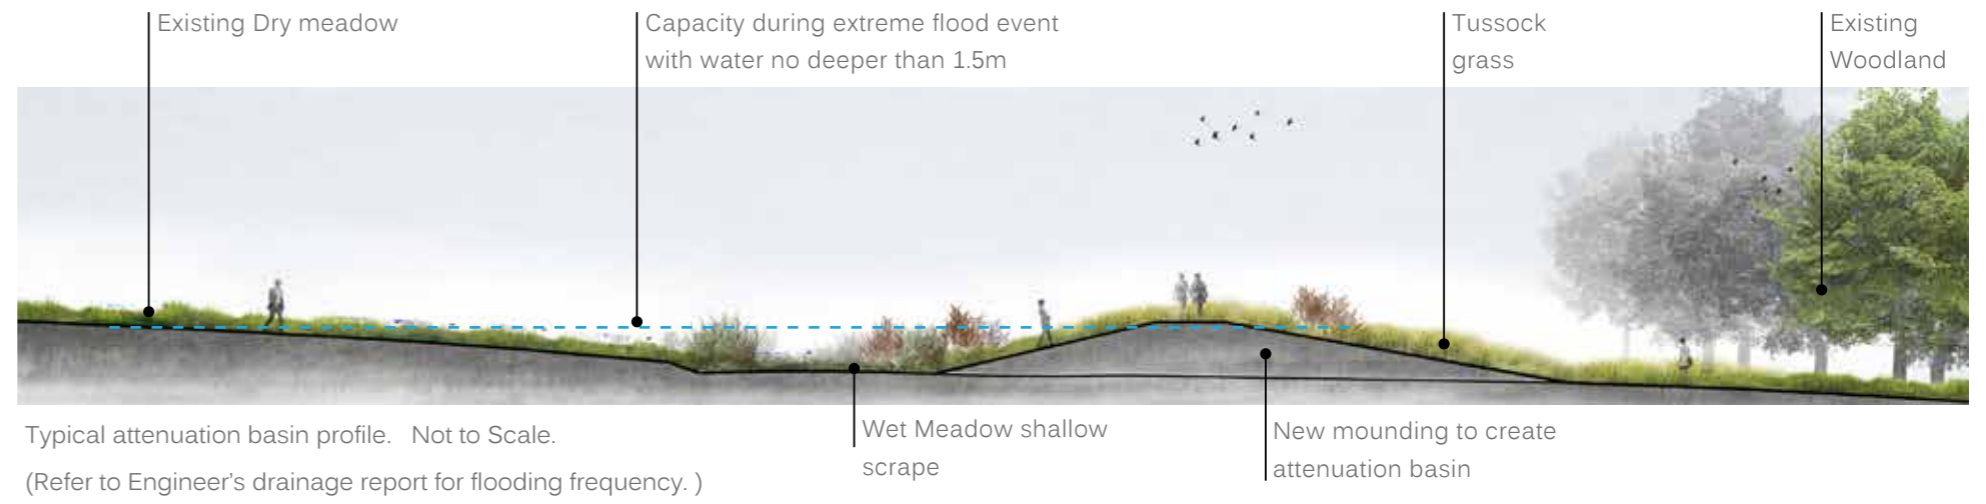 Existing Dry meadow
Capacity during extreme flood event
with water no deeper than 1.5m
Tussock
grass
Existing
Woodland
Wet Meadow shallow
scrape
New mounding to create
attenuation basin
Typical attenuation basin profile. Not to Scale.
(Refer to Engineer's drainage report for flooding frequency. )